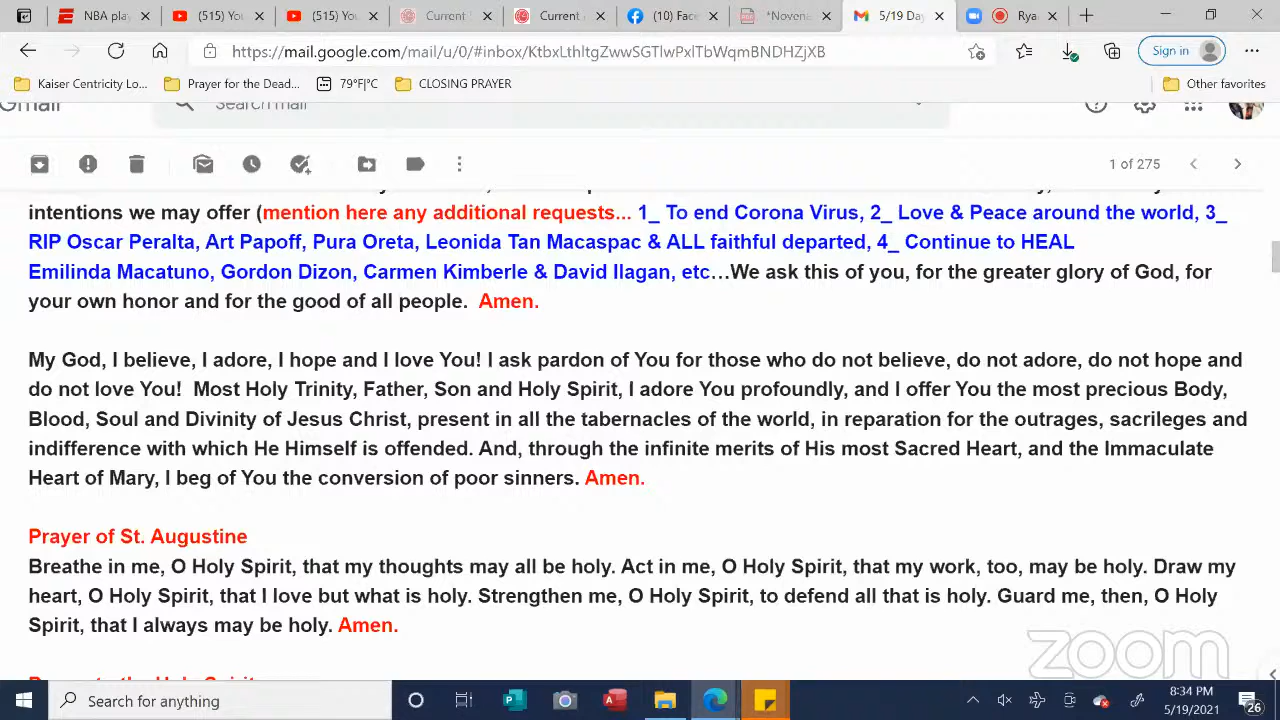 NBA play
(515) Yo
(515) You
Current
Current
(10) Face
*Novena
5/19 Day
Rya
https://mail.google.com/mail/u/0/#inbox/KtbxLthltgZwwSGTlwPxlTbWqmBNDHZjXB
Sign in
Kaiser Centricity Lo...
Prayer for the Dead...
79°F|°C
CLOSING PRAYER
Other favorites
Gmail
Search mail
1 of 275
intentions we may offer (mention here any additional requests... 1_ To end Corona Virus, 2_ Love & Peace around the world, 3_
RIP Oscar Peralta, Art Papoff, Pura Oreta, Leonida Tan Macaspac & ALL faithful departed, 4_ Continue to HEAL
Emilinda Macatuno, Gordon Dizon, Carmen Kimberle & David Ilagan, etc...We ask this of you, for the greater glory of God, for
your own honor and for the good of all people. Amen.
My God, I believe, I adore, I hope and I love You! I ask pardon of You for those who do not believe, do not adore, do not hope and
do not love You! Most Holy Trinity, Father, Son and Holy Spirit, I adore You profoundly, and I offer You the most precious Body,
Blood, Soul and Divinity of Jesus Christ, present in all the tabernacles of the world, in reparation for the outrages, sacrileges and
indifference with which He Himself is offended. And, through the infinite merits of His most Sacred Heart, and the Immaculate
Heart of Mary, I beg of You the conversion of poor sinners. Amen.
Prayer of St. Augustine
Breathe in me, O Holy Spirit, that my thoughts may all be holy. Act in me, O Holy Spirit, that my work, too, may be holy. Draw my
heart, O Holy Spirit, that I love but what is holy. Strengthen me, O Holy Spirit, to defend all that is holy. Guard me, then, O Holy
Spirit, that I always may be holy. Amen.
zoom
Type here to search
Search for anything
8:34 PM
5/19/2021
26